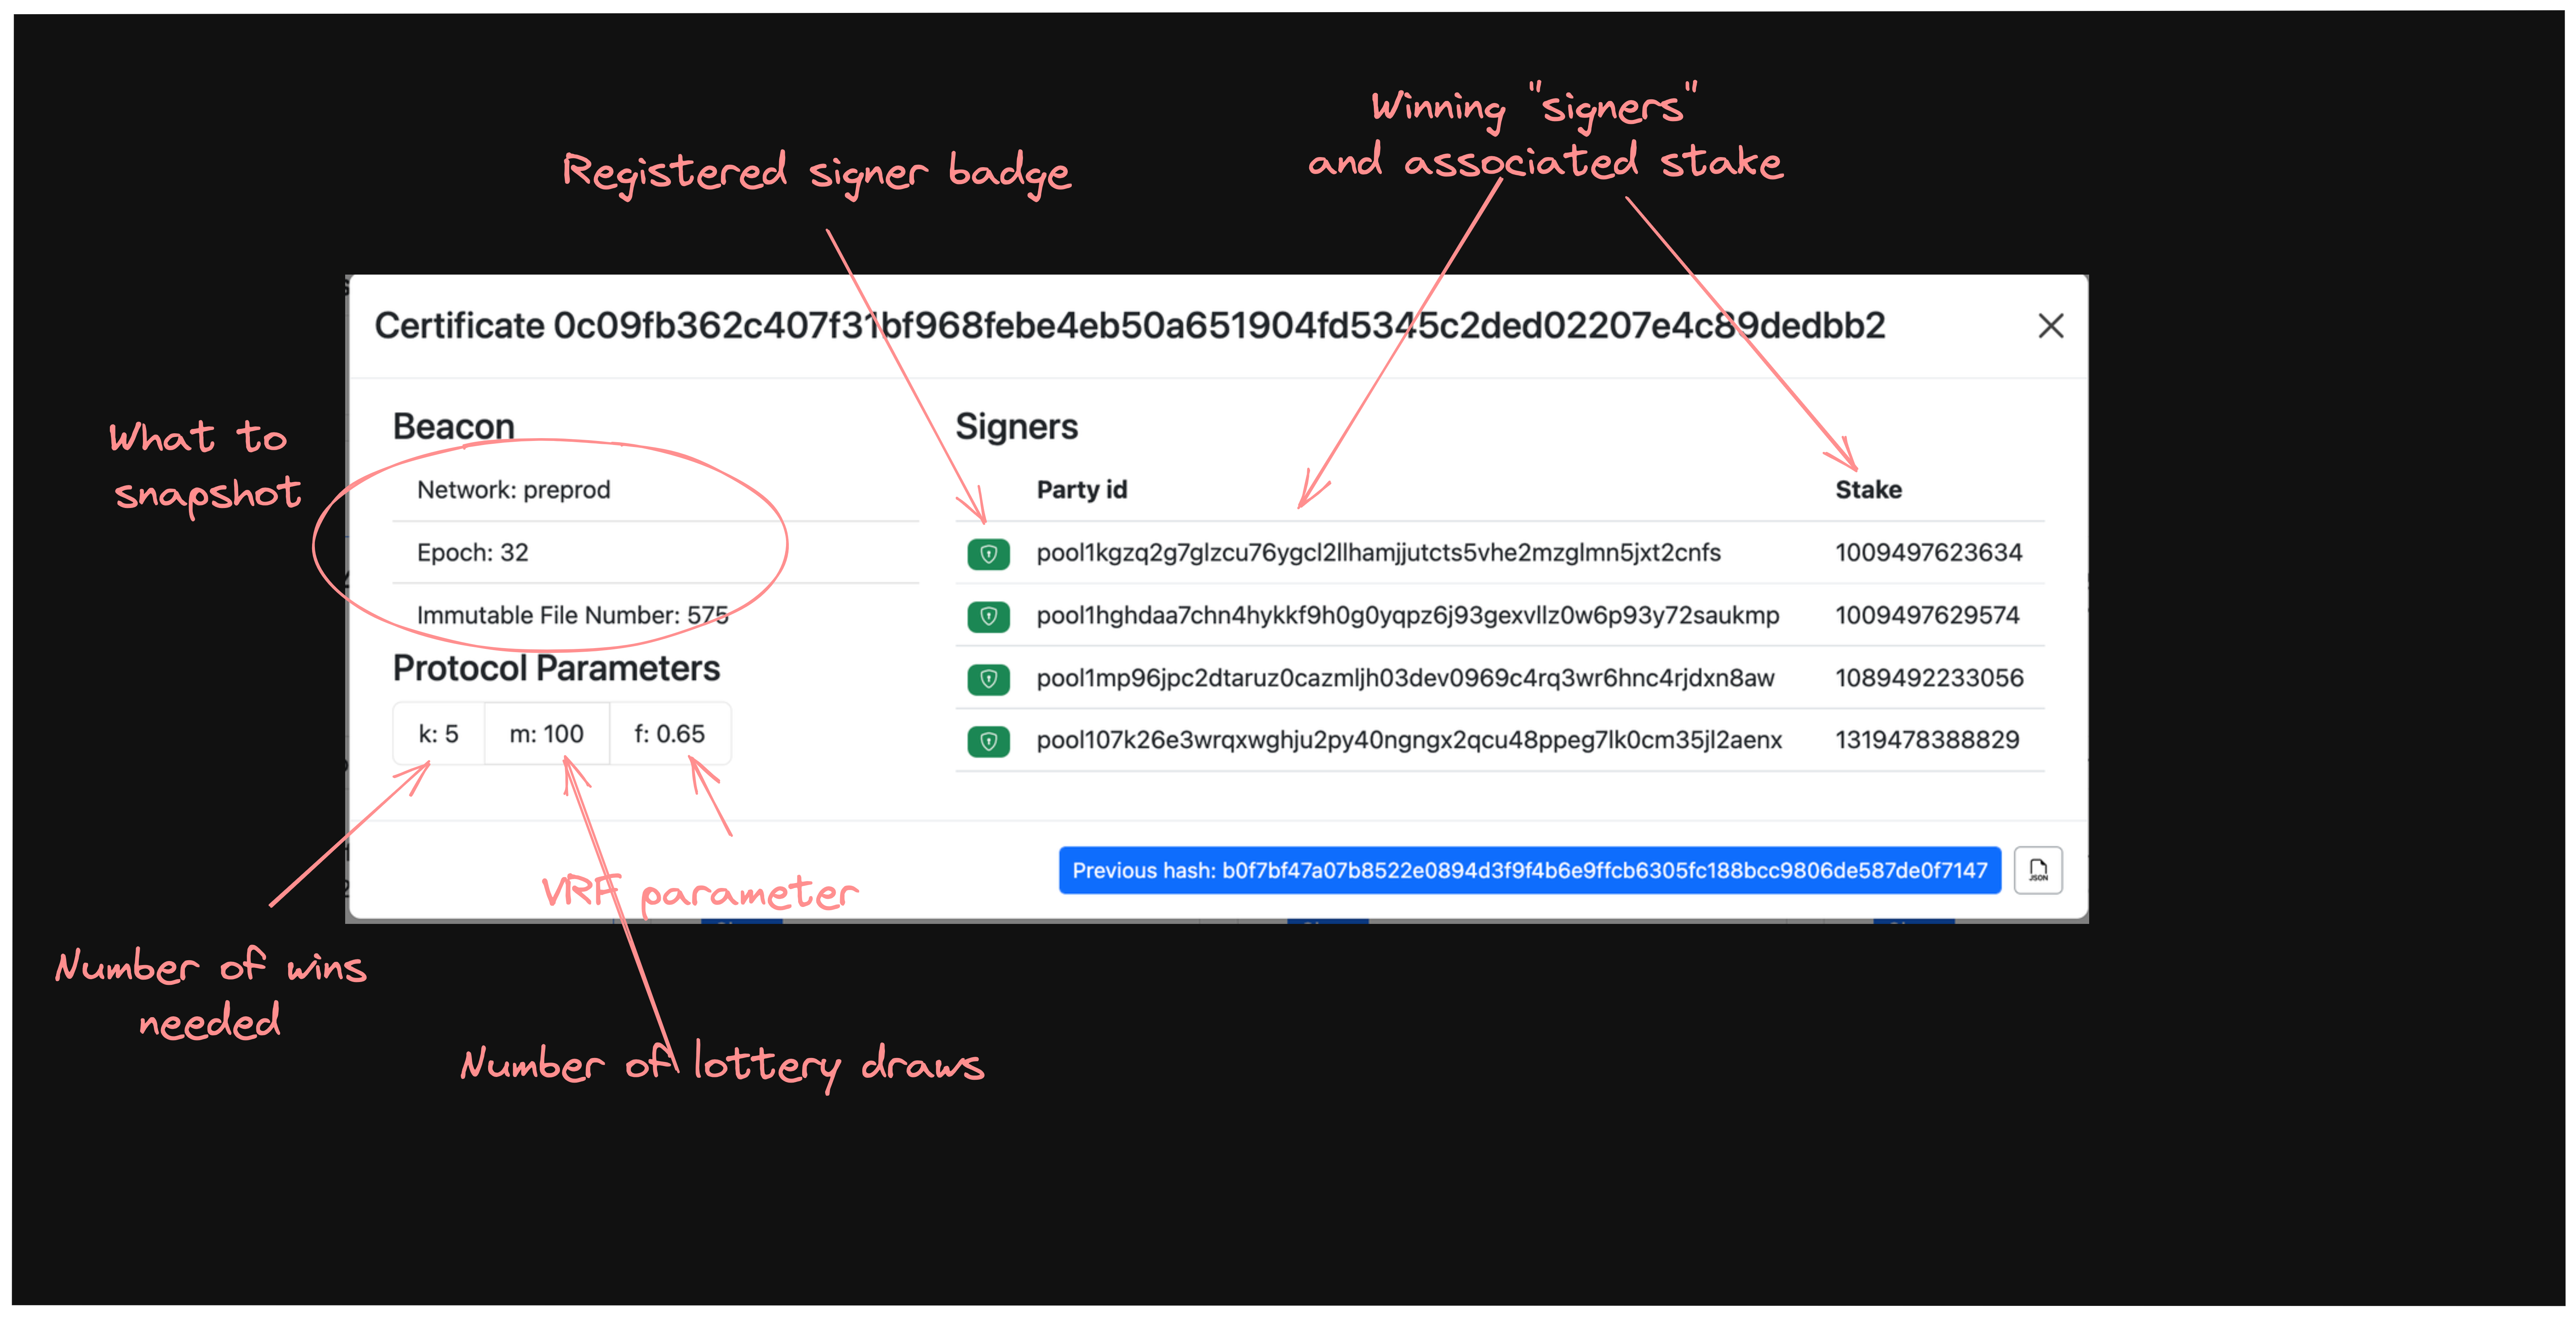 Winning "signers"
and associated stake
Registered signer badge
Certificate 0c09fb362c407f31bf968febe4eb50a651904fd5345c2ded02207e4c89dedbb2
What to
snapshot
Beacon
Network: preprod
Epoch: 32
Immutable File Number: 575
Protocol Parameters
k: 5 m: 100 f: 0.65
Signers
Party id Stake
pool1kgzq2g7glzcu76ygcl2llhamjjutcts5vhe2mzglmn5jxt2cnfs 1009497623634
pool1hghdaa7chn4hykkf9h0g0yqpz6j93gexvllz0w6p93y72saukmp 1009497629574
pool1mp96jpc2dtaruz0cazmljh03dev0969c4rq3wr6hnc4rjdxn8aw 1089492233056
pool107k26e3wrqxwghju2py40ngngx2qcu48ppeg7lk0cm35jl2aenx 1319478388829
Previous hash: b0f7bf47a07b8522e0894d3f9f4b6e9ffcb6305fc188bcc9806de587de0f7147
JSON
VRF parameter
Number of wins
needed
Number of lottery draws